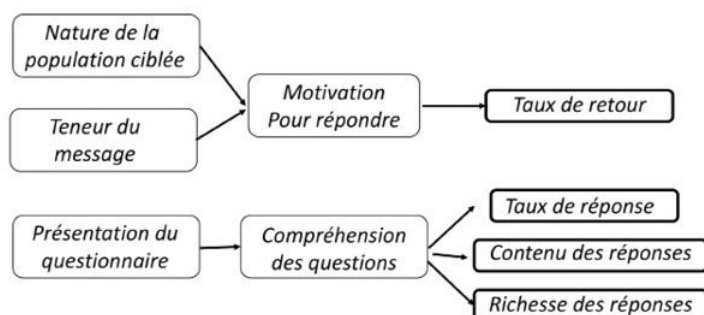 Nature de la
population ciblée
Teneur du
message
Motivation
Pour répondre
Taux de retour
Présentation du
questionnaire
Compréhension
des questions
Taux de réponse
Contenu des réponses
Richesse des réponses